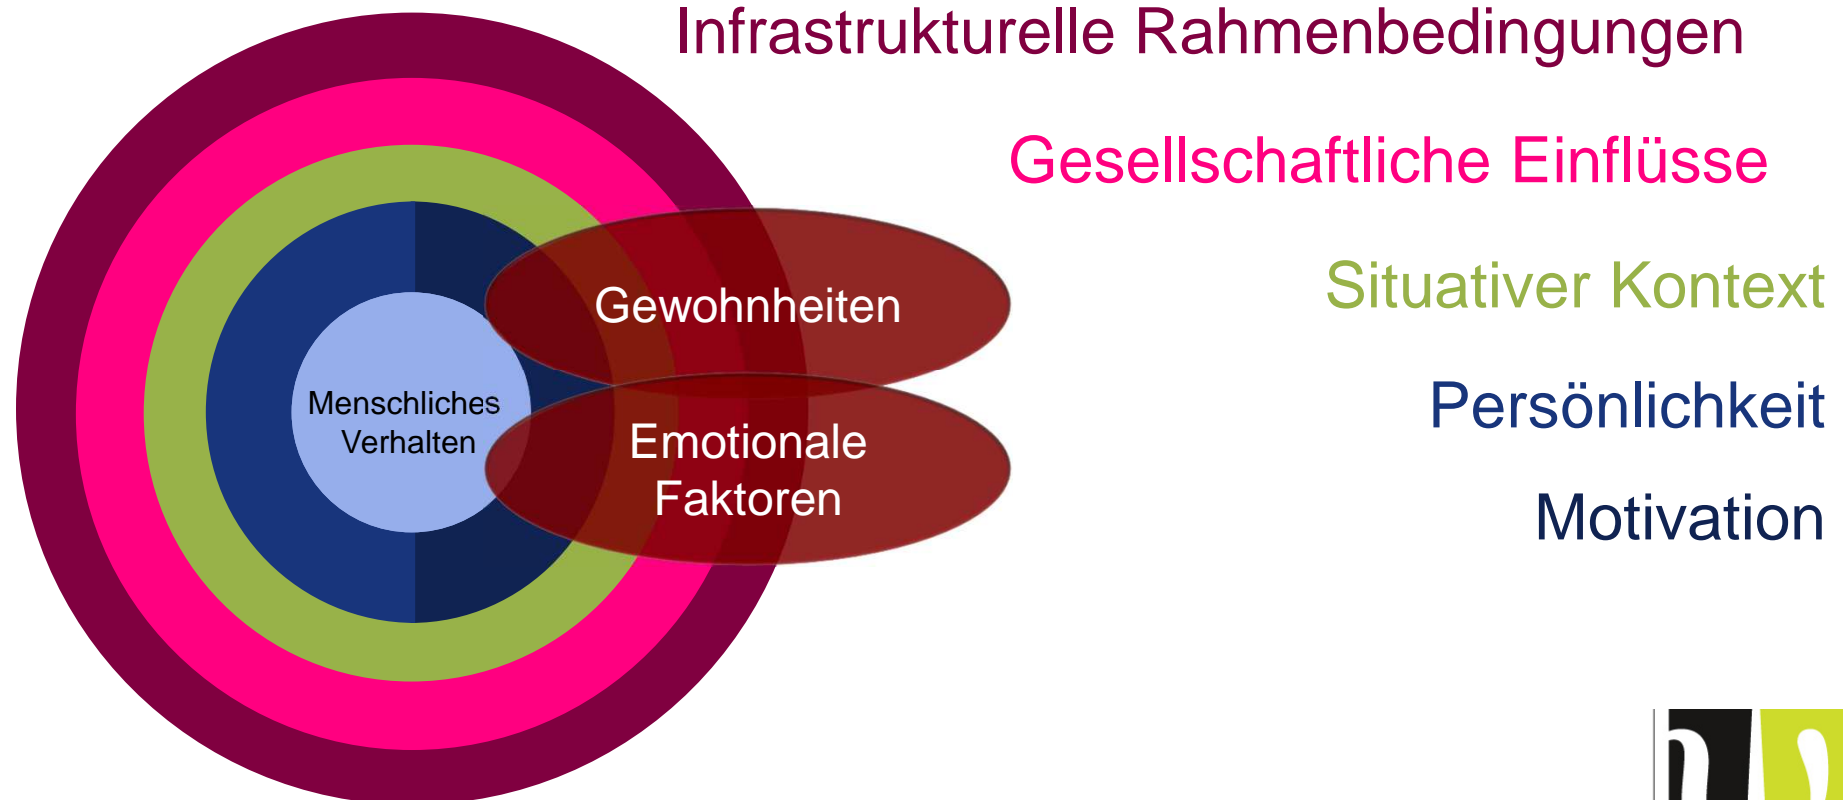 Infrastrukturelle Rahmenbedingungen
Gesellschaftliche Einflüsse
Situativer Kontext
Persönlichkeit
Motivation
Gewohnheiten
Emotionale
Faktoren
Menschliches
Verhalten